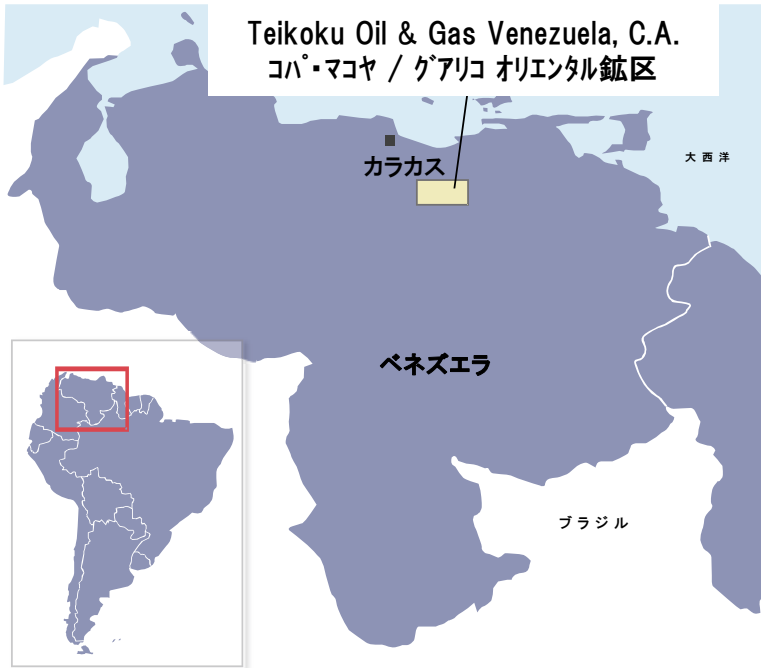 Teikoku Oil & Gas Venezuela, C.A.
コパ・マコヤ / グアリコ オリエンタル鉱区
カラカス
大西洋
ベネズエラ
ブラジル